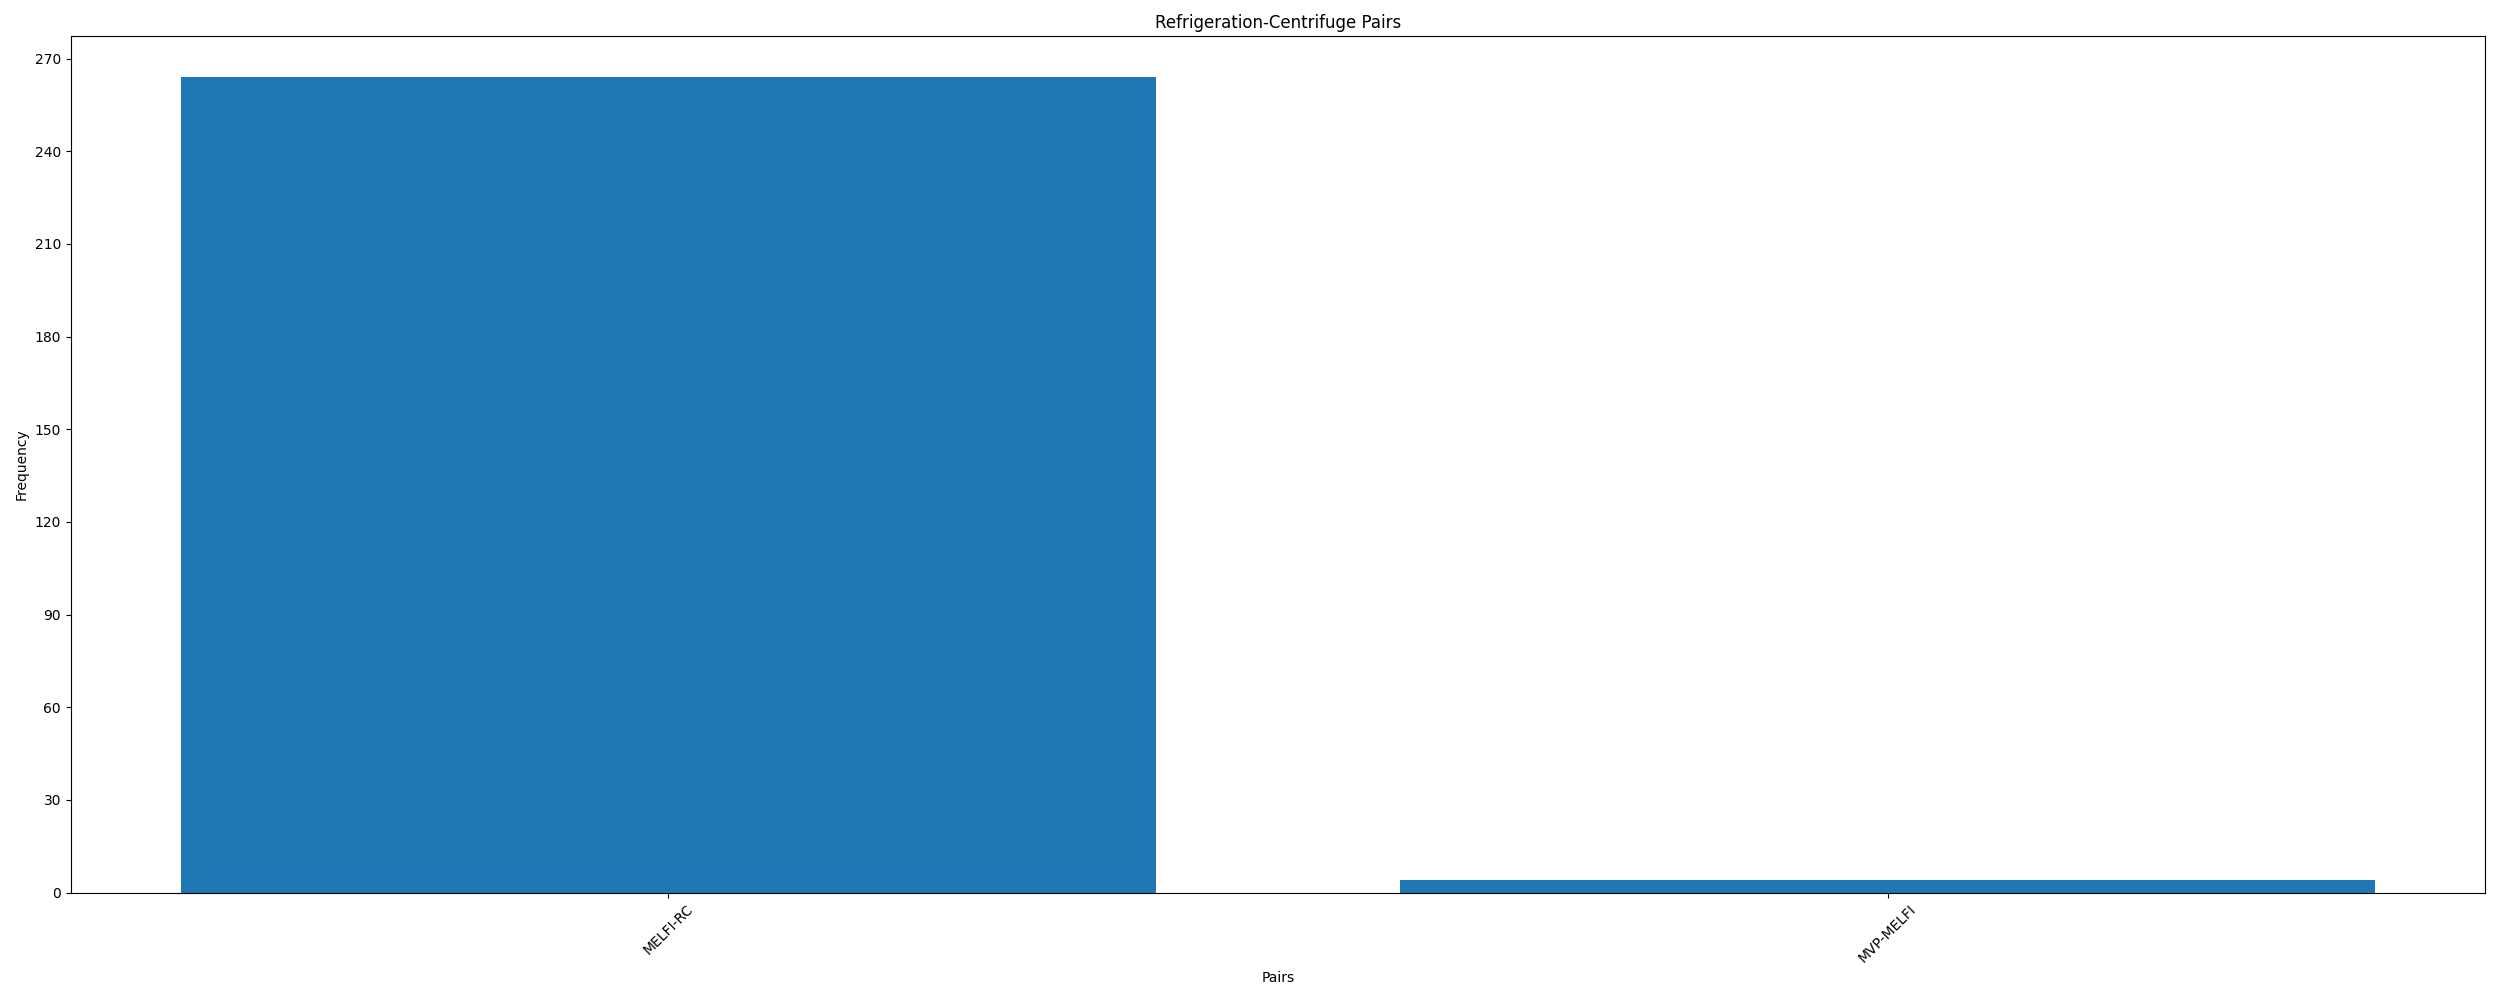 Refrigeration-Centrifuge Pairs
270
240
210
180
150
120
90
60
30
0
Frequency
MELFI-RC
MVP-MELFI
Pairs